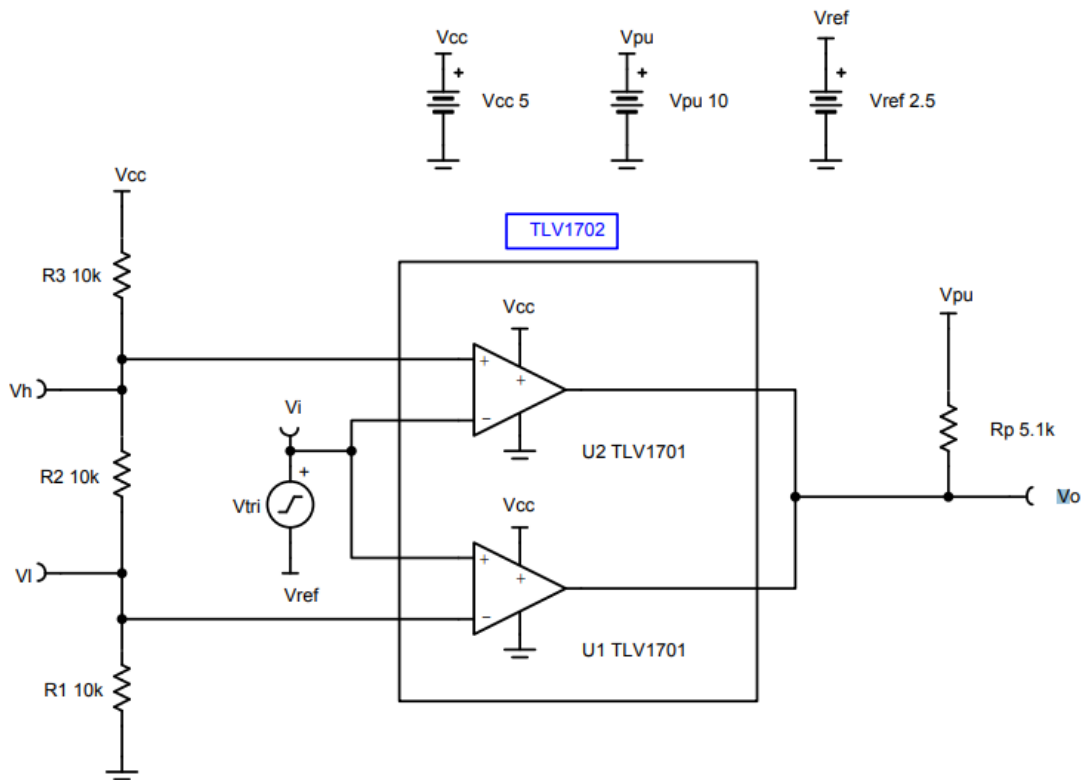 Vref
Vcc
Vpu
+
+
+
Vcc 5
Vpu 10
Vref 2.5
Vcc
TLV1702
R3 10k
Vcc
Vpu
+
+
Vh
Vi
−
Rp 5.1k
U2 TLV1701
R2 10k
+
Vtri
Vcc
Vo
+
+
Vl
Vref
−
U1 TLV1701
R1 10k